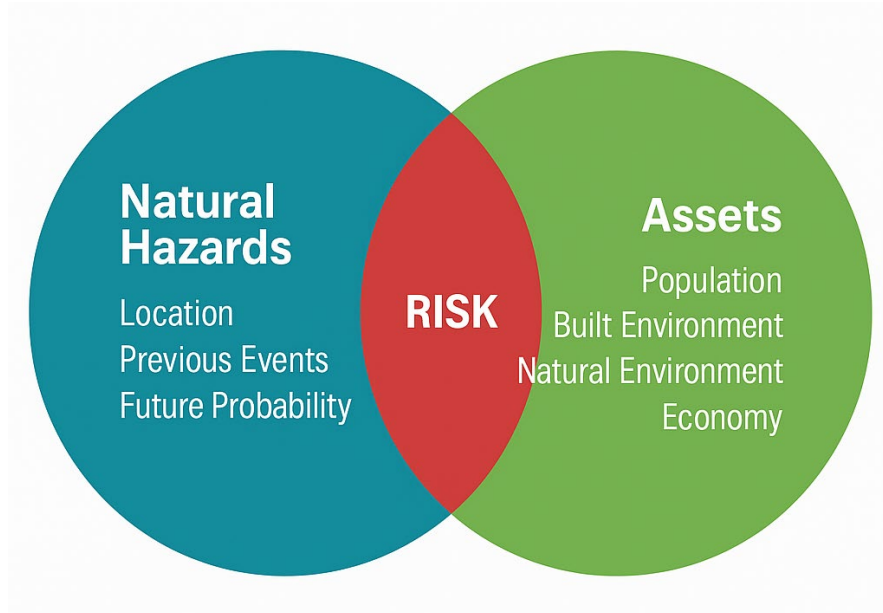 Natural
Hazards
Location
Previous Events
Future Probability
RISK
Assets
Population
Built Environment
Natural Environment
Economy